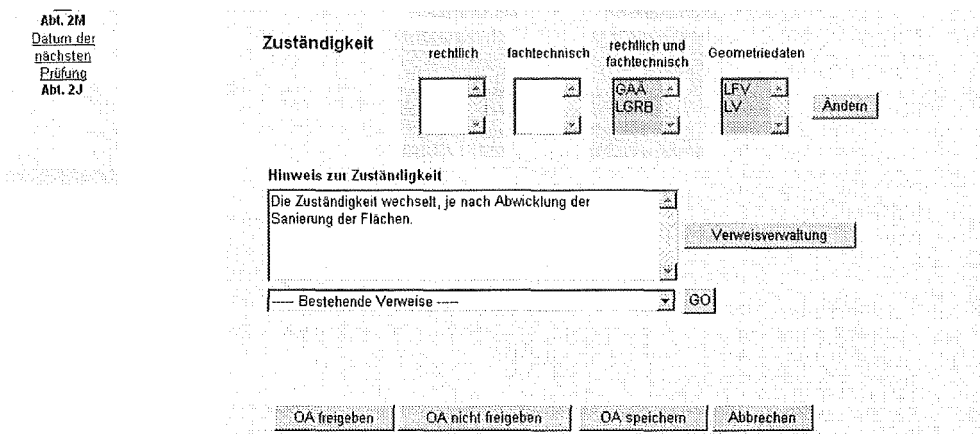 Abt. 2M
Datum der
nächsten
Prüfung
Abt. 2J
Zuständigkeit
rechtlich
fachtechnisch
rechtlich und
fachtechnisch
Geometriedaten
GAÄ
LGRB
LFV
LV
Ändern
Hinweis zur Zuständigkeit
Die Zuständigkeit wechselt, je nach Abwicklung der
Sanierung der Flächen.
Verweisverwaltung
---- Bestehende Verweise ----
GO
OA freigeben
OA nicht freigeben
OA speichern
Abbrechen